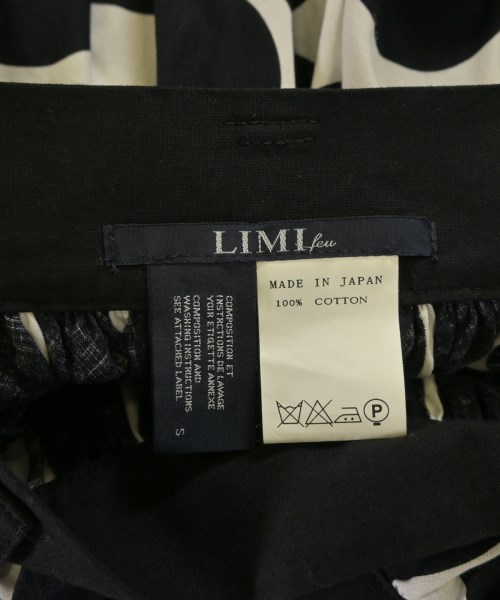 LIMI feu
MADE IN JAPAN
100% COTTON
COMPOSITION ET
INSTRUCTIONS DE LAVAGE
VOIR ETIQUETTE ANNEXE
COMPOSITION AND
WASHING INSTRUCTIONS
SEE ATTACHED LABEL
S
P